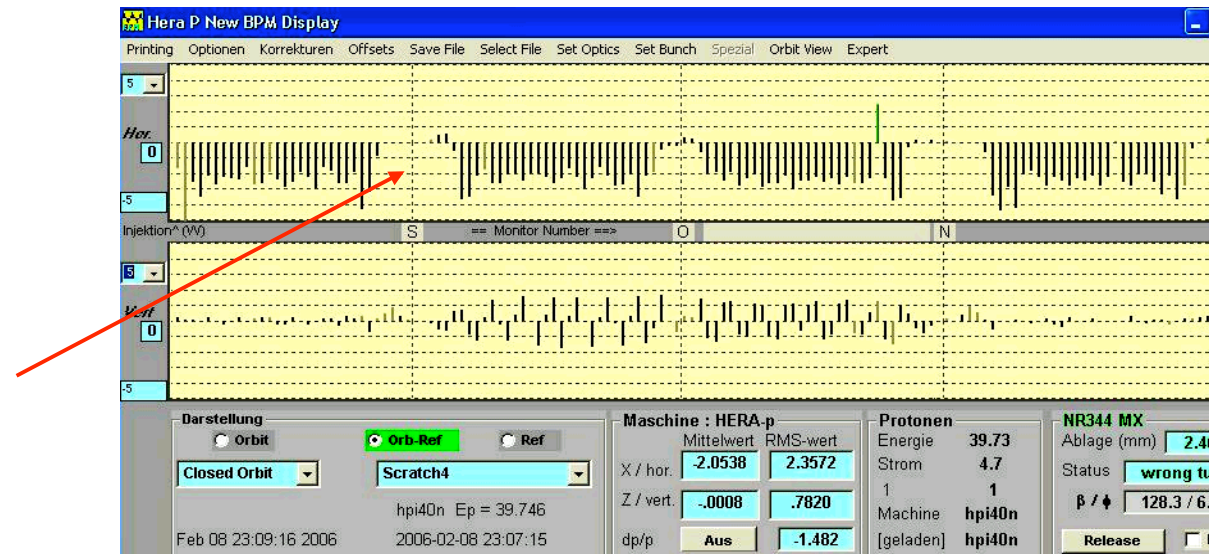 Hera P New BPM Display
Printing Optionen Korrekturen Offsets Save File Select File Set Optics Set Bunch Spezial Orbit View Expert
5
Hor.
0
-5
Injektion^ (W) S == Monitor Number ==> O N
5
Vert
0
-5
Darstellung
Orbit Orb-Ref Ref
Closed Orbit Scratch4
hpi40n Ep = 39.746
Feb 08 23:09:16 2006 2006-02-08 23:07:15
Maschine : HERA-p
Mittelwert RMS-wert
X / hor. -2.0538 2.3572
Z / vert. -.0008 .7820
dp/p Aus -1.482
Protonen
Energie 39.73
Strom 4.7
1 1
Machine hpi40n
[geladen] hpi40n
NR344 MX
Ablage (mm)
Status wrong
β / ϕ 128.3 / 6.
Release